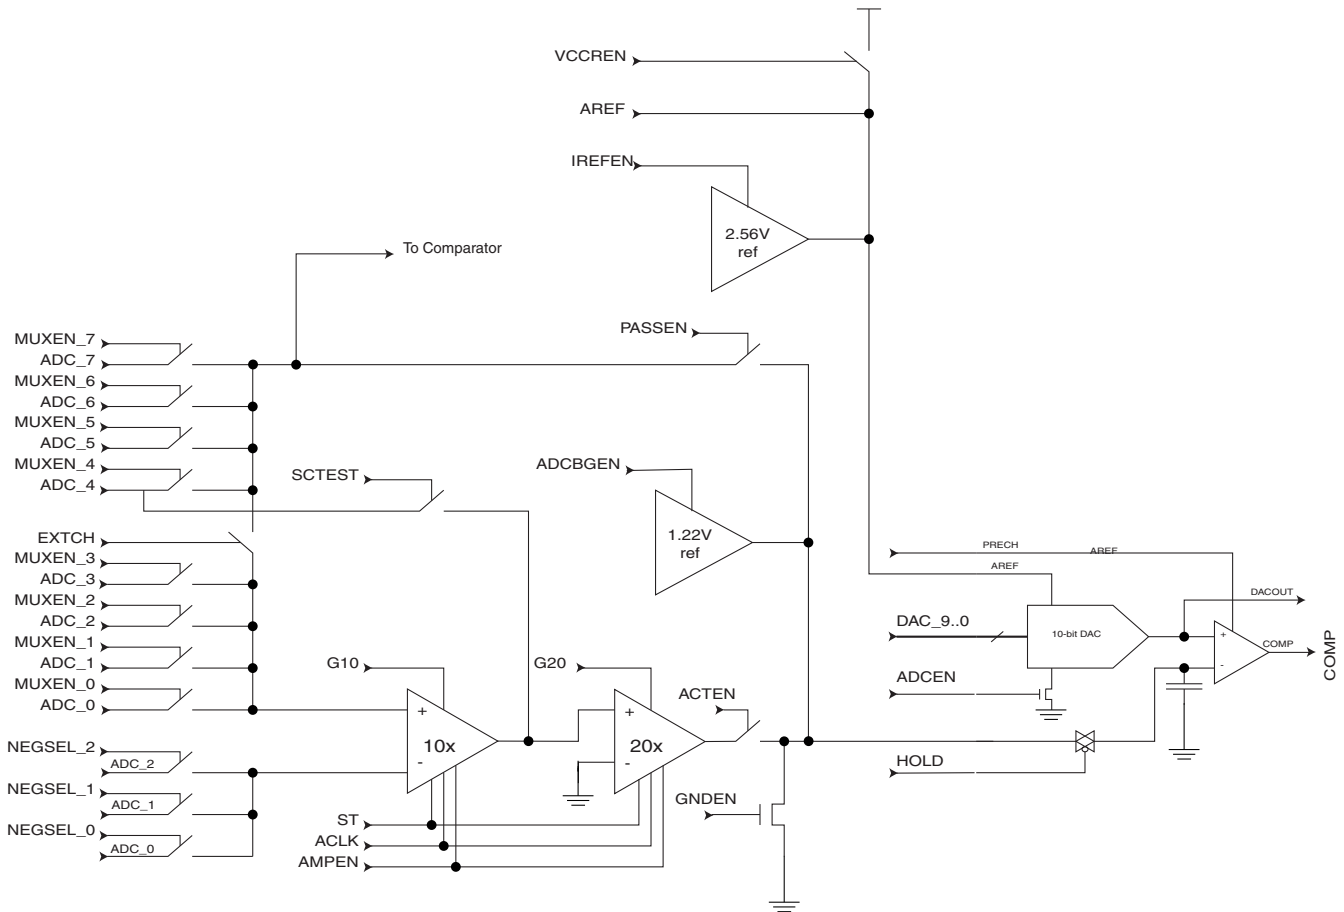 VCCREN
AREF
IREFEN
2.56V
ref
To Comparator
PASSEN
MUXEN_7
ADC_7
MUXEN_6
ADC_6
MUXEN_5
ADC_5
MUXEN_4
ADC_4
SCTEST
ADCBGEN
1.22V
ref
EXTCH
MUXEN_3
ADC_3
MUXEN_2
ADC_2
MUXEN_1
ADC_1
MUXEN_0
ADC_0
PRECH
AREF
AREF
DACOUT
DAC_9..0
10-bit DAC
+
-
COMP
COMP
ADCEN
HOLD
G10
+
10x
-
G20
+
20x
-
ACTEN
NEGSEL_2
ADC_2
NEGSEL_1
ADC_1
NEGSEL_0
ADC_0
ST
ACLK
AMPEN
GNDEN